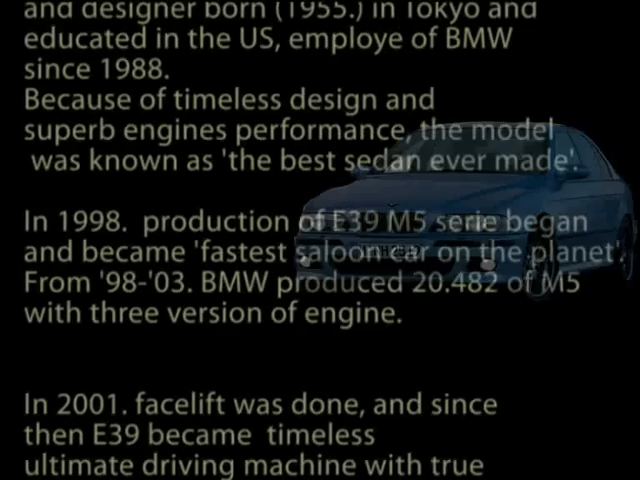 and designer born (1955.) in Tokyo and
educated in the US, employe of BMW
since 1988.
Because of timeless design and
superb engines performance, the model
was known as 'the best sedan ever made'.
In 1998. production of E39 M5 serie began
and became 'fastest saloon car on the planet'
From '98-'03. BMW produced 20.482 of M5
with three version of engine.
In 2001. facelift was done, and since
then E39 became timeless
ultimate driving machine with true